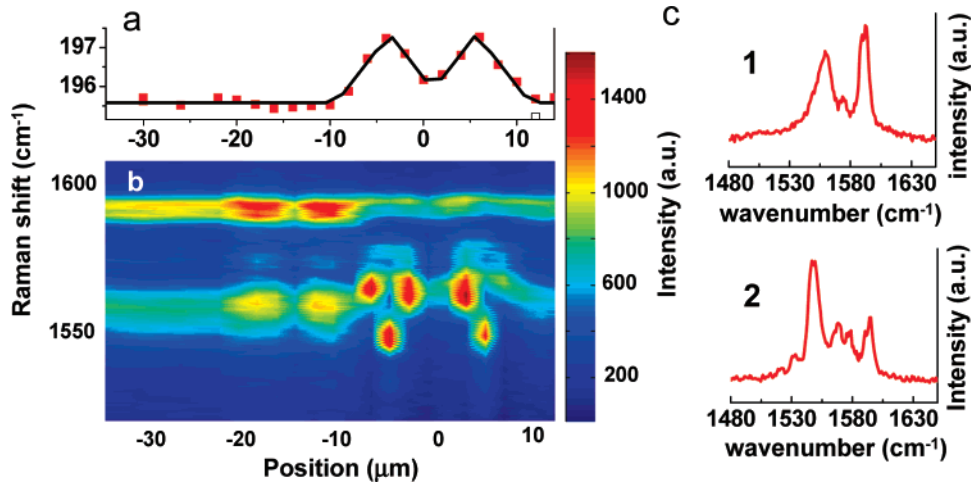 a
197
196
-30 -20 -10 0 10
Raman shift (cm-1)
b
1600
1550
-30 -20 -10 0 10
Position (μm)
1400
1000
600
200
Intensity (a.u.)
c
1
intensity (a.u.)
1480 1530 1580 1630
wavenumber (cm-1)
2
Intensity (a.u.)
1480 1530 1580 1630
wavenumber (cm-1)